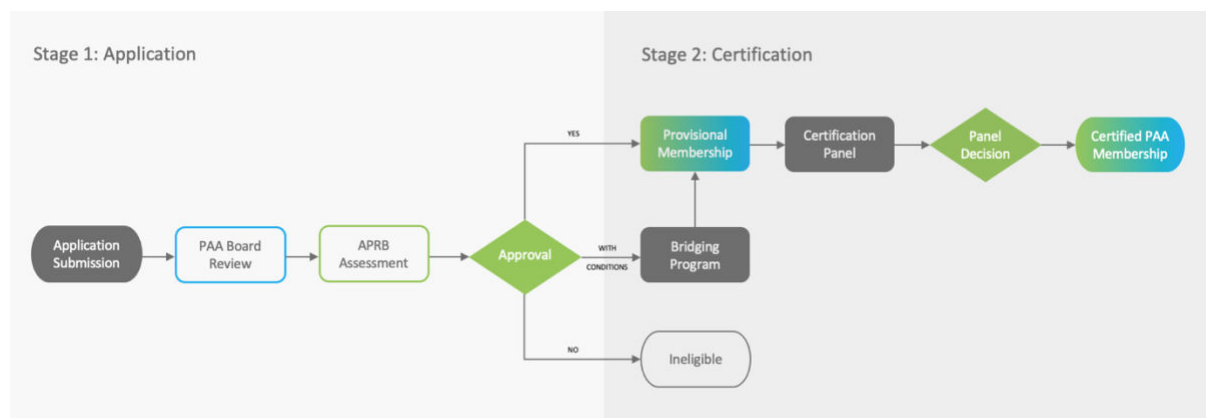 Stage 1: Application
Stage 2: Certification
YES
Provisional
Membership
Certification
Panel
Panel
Decision
Certified PAA
Membership
Application
Submission
PAA Board
Review
APRB
Assessment
Approval
WITH
CONDITIONS
Bridging
Program
NO
Ineligible